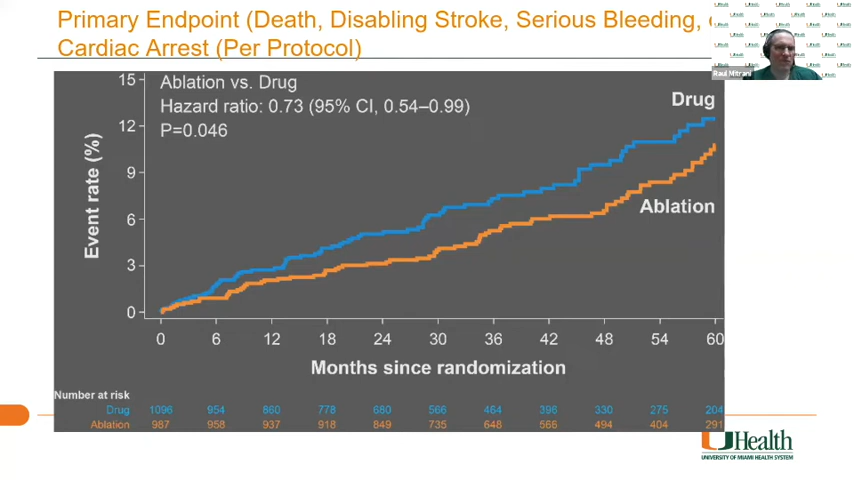 Primary Endpoint (Death, Disabling Stroke, Serious Bleeding,
Cardiac Arrest (Per Protocol)
Raul Mitrani
15
12
9
6
3
0
Event rate (%)
Ablation vs. Drug
Hazard ratio: 0.73 (95% CI, 0.54–0.99)
P=0.046
Drug
Ablation
0 6 12 18 24 30 36 42 48 54 60
Months since randomization
Number at risk
Drug 1096 954 860 778 680 566 464 396 330 275 204
Ablation 987 958 937 918 849 735 648 566 494 404 291
UHealth
UNIVERSITY OF MIAMI HEALTH SYSTEM